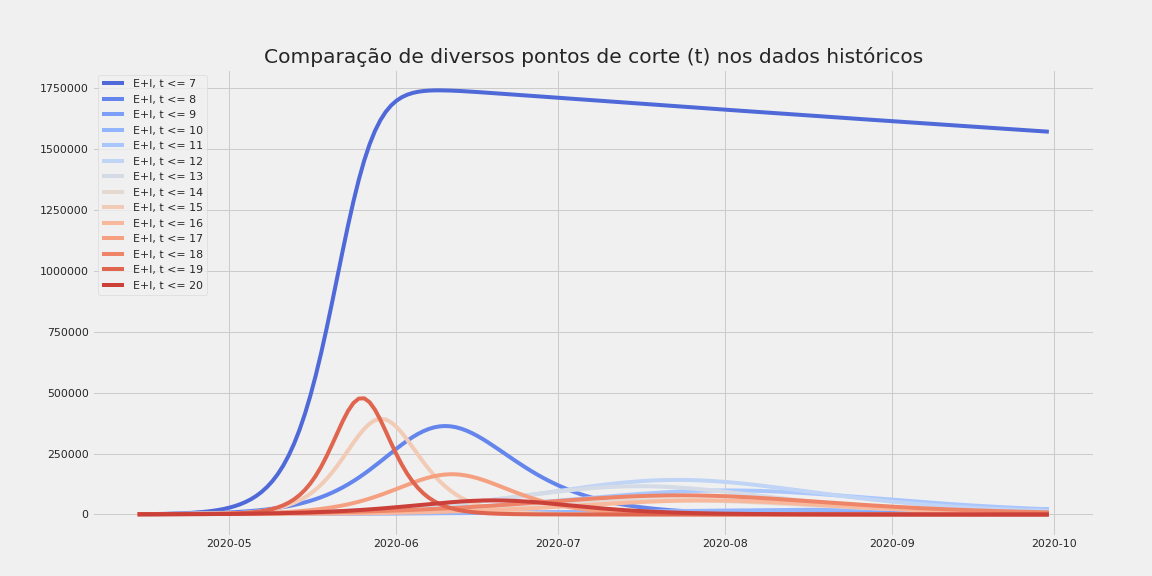 Comparação de diversos pontos de corte (t) nos dados históricos
E+I, t <= 7
E+I, t <= 8
E+I, t <= 9
E+I, t <= 10
E+I, t <= 11
E+I, t <= 12
E+I, t <= 13
E+I, t <= 14
E+I, t <= 15
E+I, t <= 16
E+I, t <= 17
E+I, t <= 18
E+I, t <= 19
E+I, t <= 20
1750000
1500000
1250000
1000000
750000
500000
250000
0
2020-05 2020-06 2020-07 2020-08 2020-09 2020-10